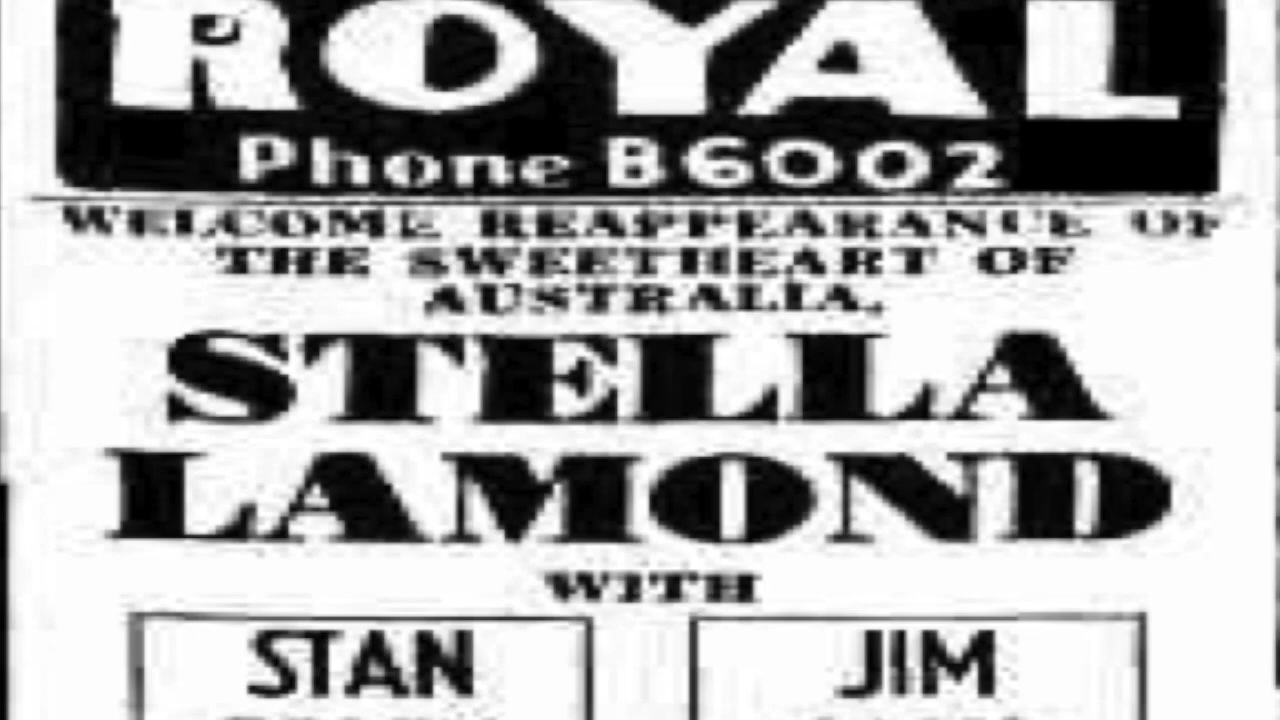 ROYAL
Phone B6002
WELCOME REAPPEARANCE OF
THE SWEETHEART OF
AUSTRALIA,
STELLA
LAMOND
WITH
STAN JIM